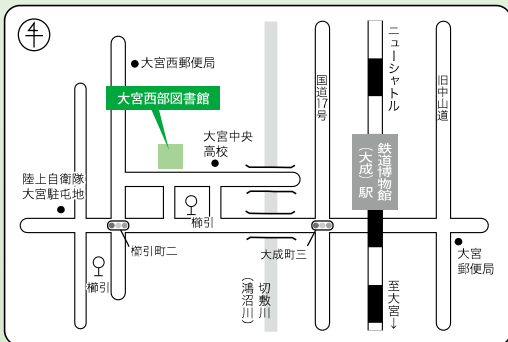 大宮西郵便局
大宮西部図書館
大宮中央
高校
陸上自衛隊
大宮駐屯地
櫛引
櫛引町二
櫛引
大成町三
切敷川
(鴻沼川)
国道17号
ニューシャトル
鉄道博物館
(大成)駅
旧中山道
大宮
郵便局
至大宮↓